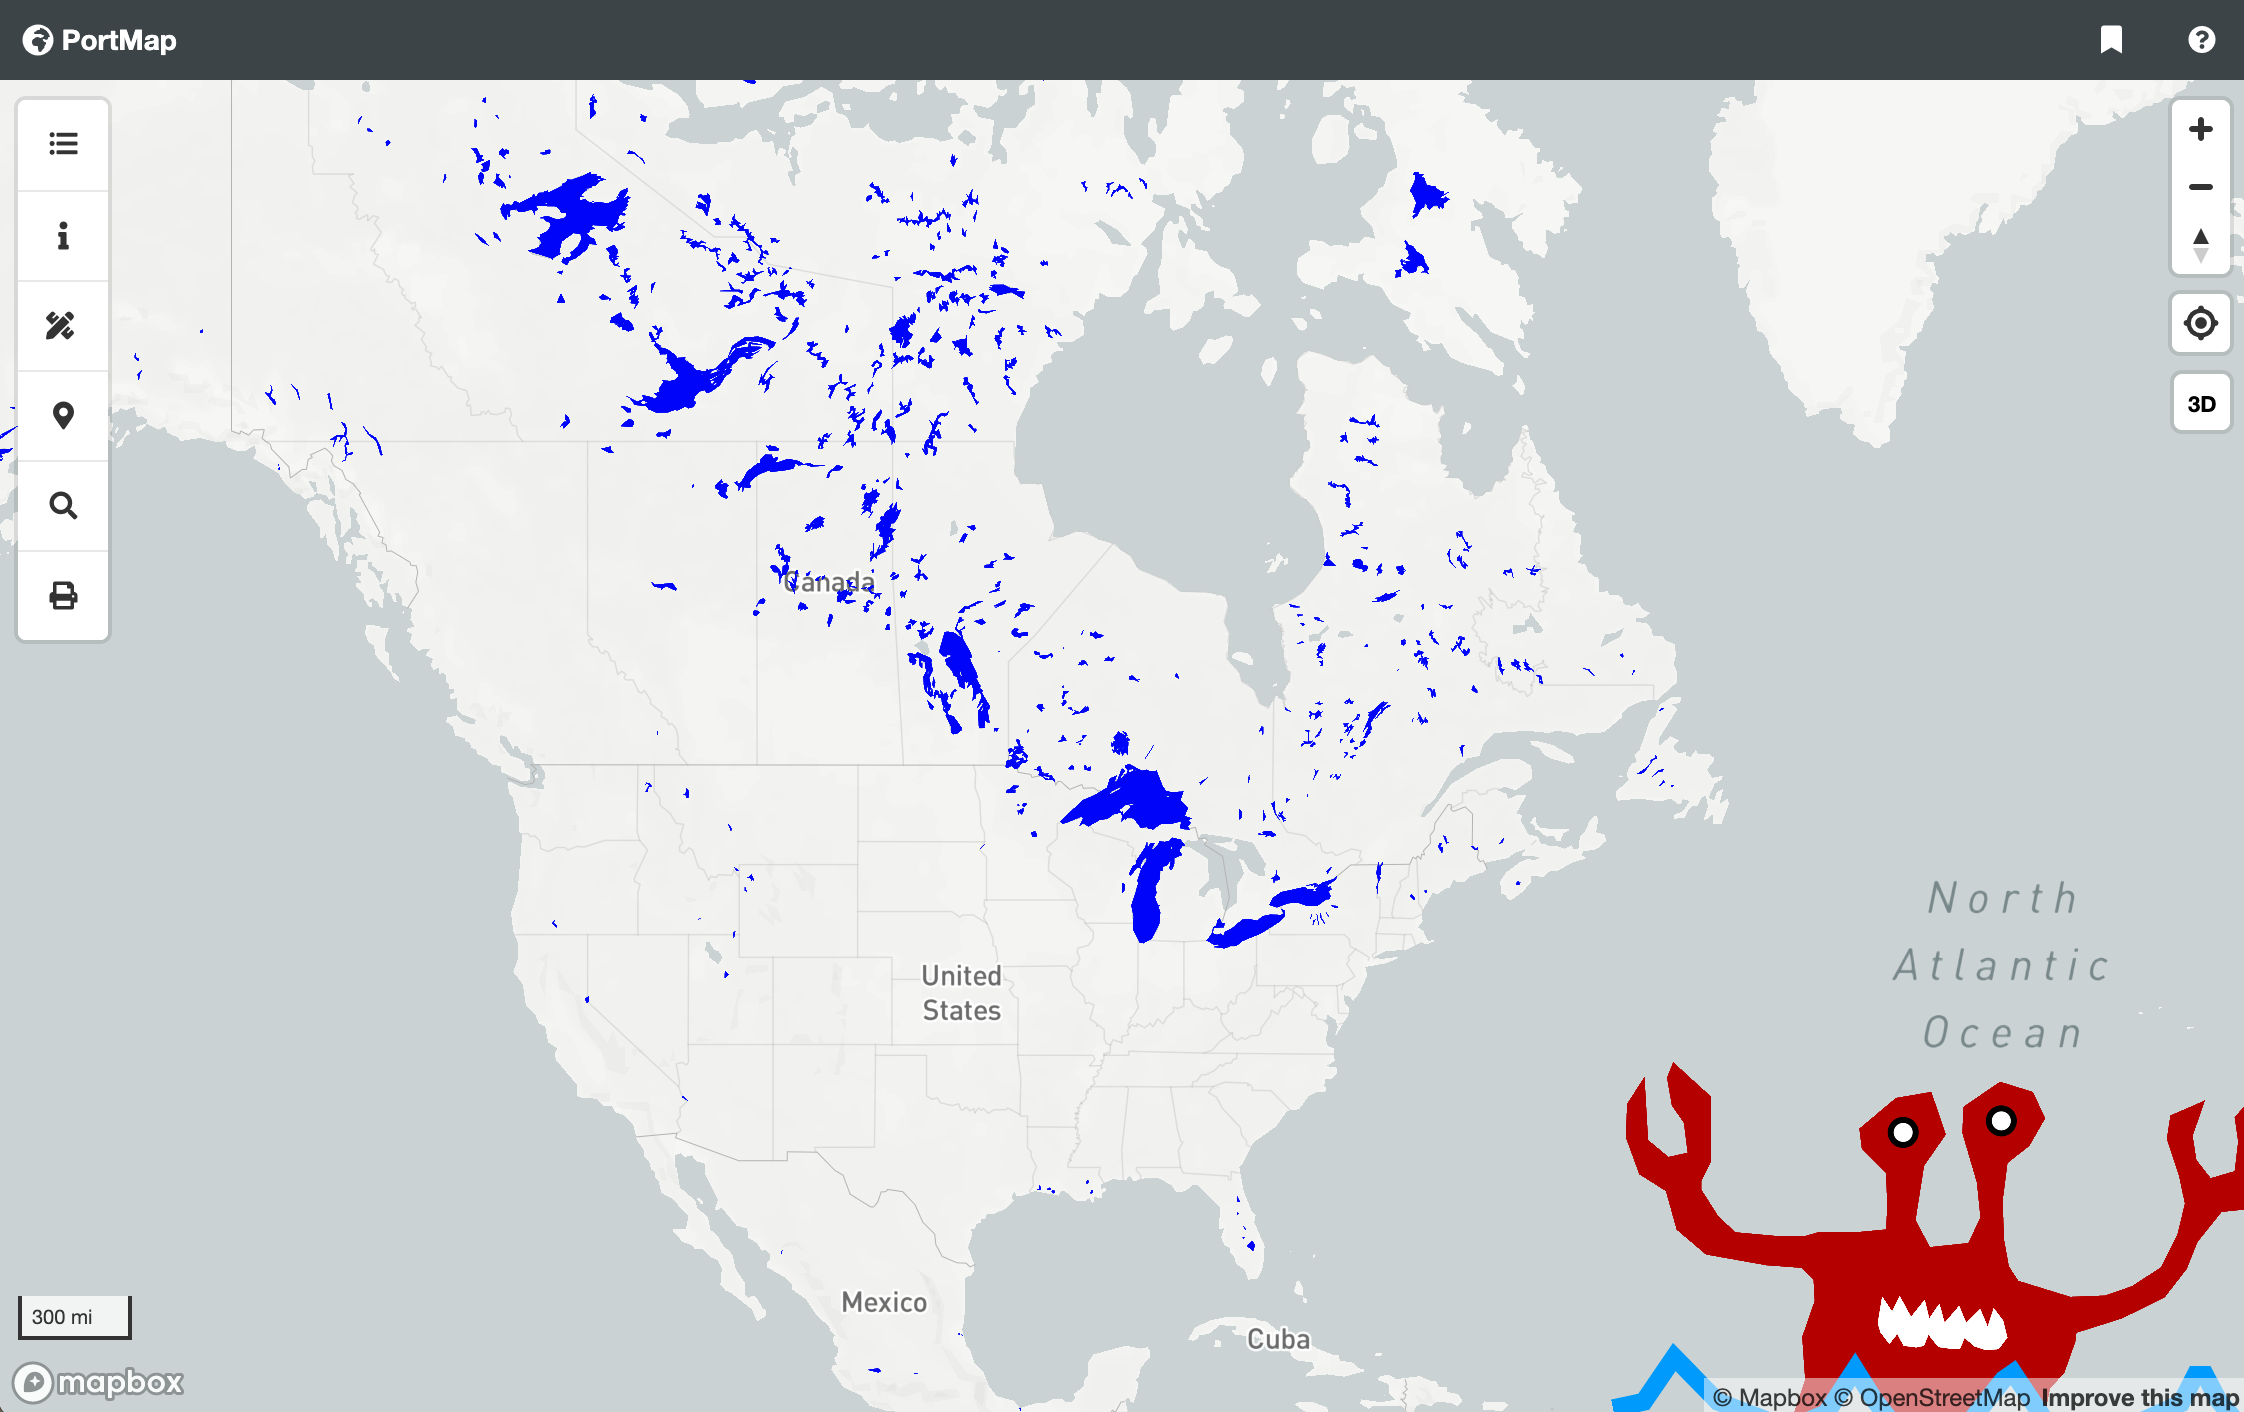 PortMap
3D
Canada
United
States
Mexico
Cuba
North
Atlantic
Ocean
300 mi
mapbox
© Mapbox © OpenStreetMap Improve this map